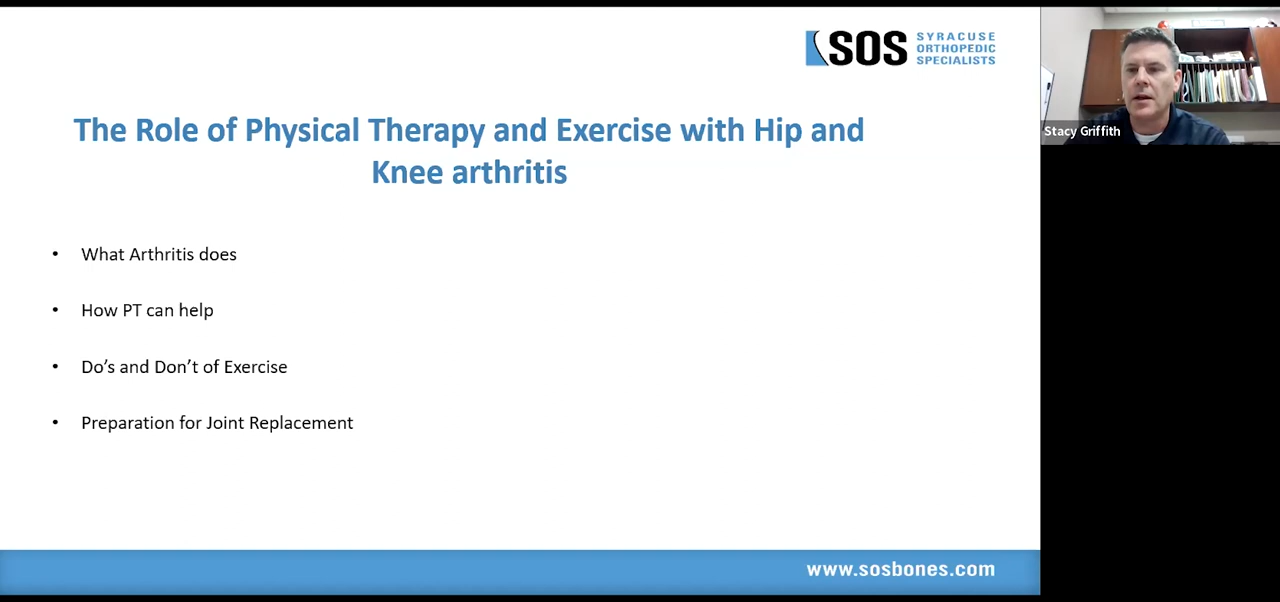 SOS SYRACUSE
ORTHOPEDIC
SPECIALISTS
Stacy Griffith
The Role of Physical Therapy and Exercise with Hip and
Knee arthritis
• What Arthritis does
• How PT can help
• Do’s and Don’t of Exercise
• Preparation for Joint Replacement
www.sosbones.com